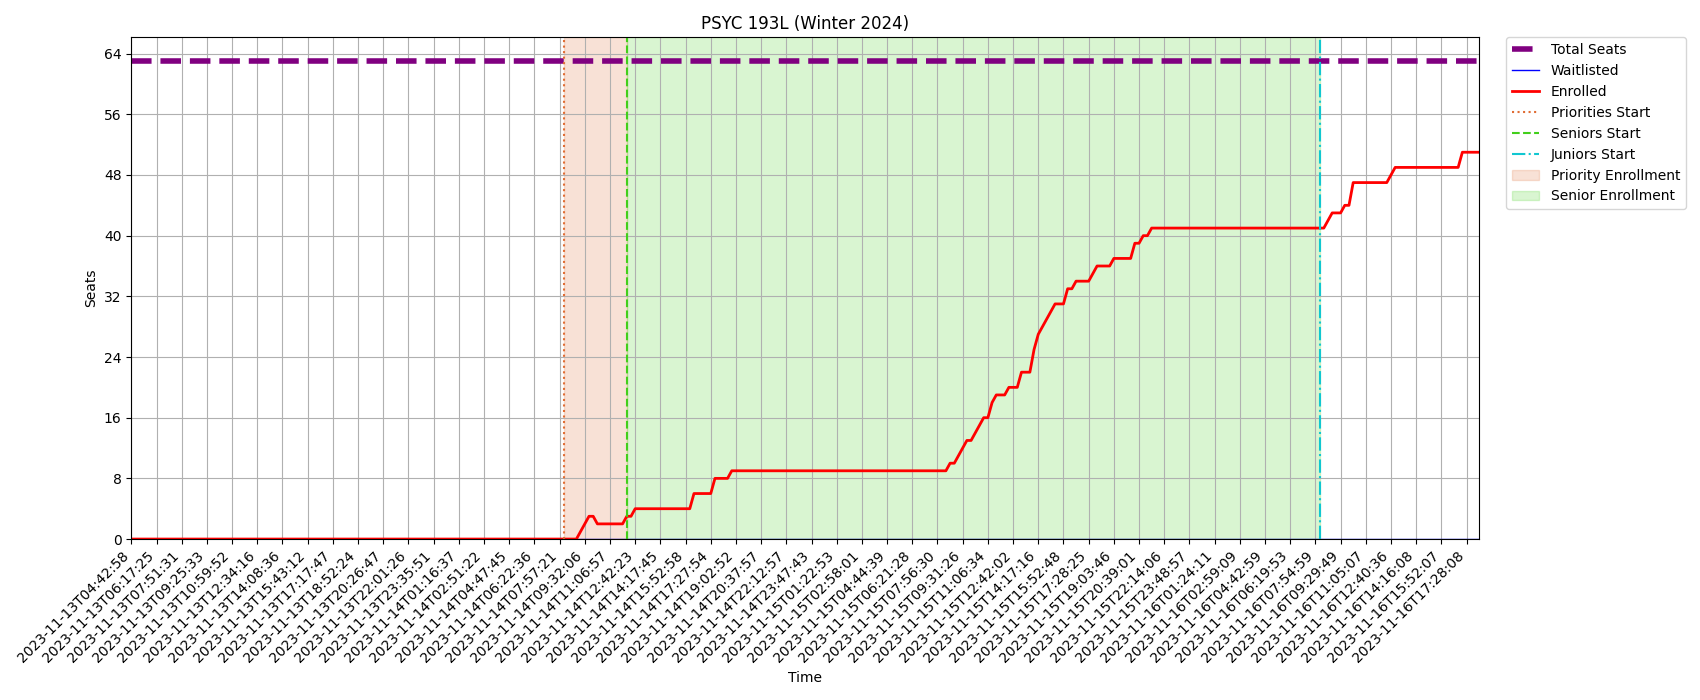 PSYC 193L (Winter 2024)
Seats
64
56
48
40
32
24
16
8
0
2023-11-13T04:42:58
2023-11-13T06:17:25
2023-11-13T07:51:31
2023-11-13T09:25:33
2023-11-13T10:59:52
2023-11-13T12:34:16
2023-11-13T14:08:36
2023-11-13T15:43:12
2023-11-13T17:17:47
2023-11-13T18:52:24
2023-11-13T20:26:47
2023-11-13T22:01:26
2023-11-13T23:35:51
2023-11-14T01:16:37
2023-11-14T02:51:22
2023-11-14T04:47:45
2023-11-14T06:22:36
2023-11-14T07:57:21
2023-11-14T09:32:06
2023-11-14T11:06:57
2023-11-14T12:42:23
2023-11-14T14:17:45
2023-11-14T15:52:58
2023-11-14T17:27:54
2023-11-14T19:02:52
2023-11-14T20:37:57
2023-11-14T22:12:57
2023-11-14T23:47:43
2023-11-15T01:22:53
2023-11-15T02:58:01
2023-11-15T04:44:39
2023-11-15T06:21:28
2023-11-15T07:56:30
2023-11-15T09:31:26
2023-11-15T11:06:34
2023-11-15T12:42:02
2023-11-15T14:17:16
2023-11-15T15:52:48
2023-11-15T17:28:25
2023-11-15T19:03:46
2023-11-15T20:39:01
2023-11-15T22:14:06
2023-11-15T23:48:57
2023-11-16T01:24:11
2023-11-16T02:59:09
2023-11-16T04:42:59
2023-11-16T06:19:53
2023-11-16T07:54:59
2023-11-16T09:29:49
2023-11-16T11:05:07
2023-11-16T12:40:36
2023-11-16T14:16:08
2023-11-16T15:52:07
2023-11-16T17:28:08
Time
Total Seats
Waitlisted
Enrolled
Priorities Start
Seniors Start
Juniors Start
Priority Enrollment
Senior Enrollment